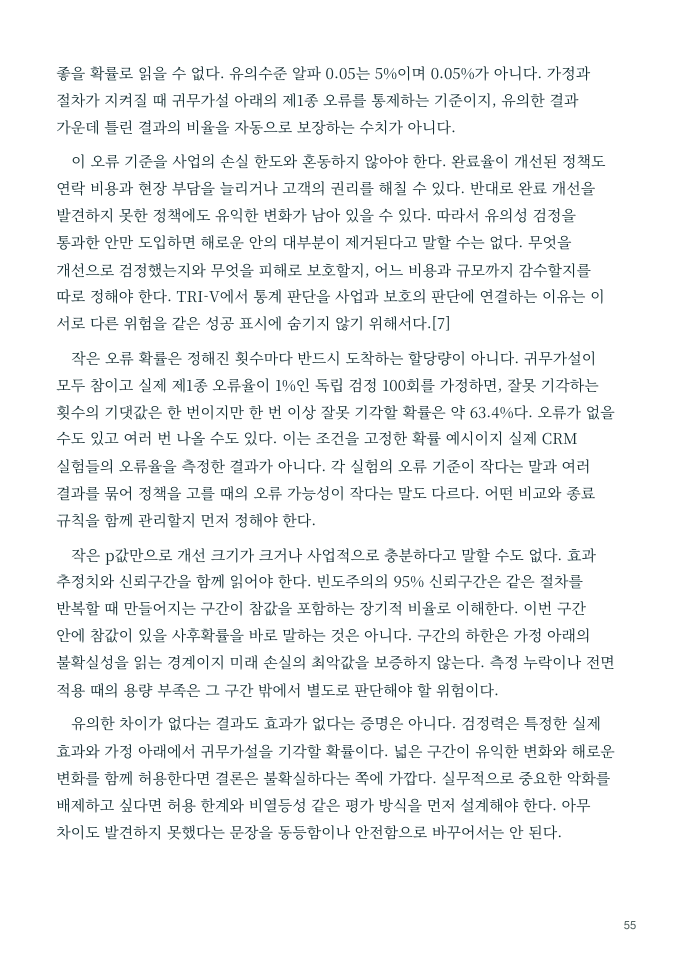 좋을 확률로 읽을 수 없다. 유의수준 알파 0.05는 5%이며 0.05%가 아니다. 가정과
절차가 지켜질 때 귀무가설 아래의 제1종 오류를 통제하는 기준이지, 유의한 결과
가운데 틀린 결과의 비율을 자동으로 보장하는 수치가 아니다.
이 오류 기준을 사업의 손실 한도와 혼동하지 않아야 한다. 완료율이 개선된 정책도
연락 비용과 현장 부담을 늘리거나 고객의 권리를 해칠 수 있다. 반대로 완료 개선을
발견하지 못한 정책에도 유익한 변화가 남아 있을 수 있다. 따라서 유의성 검정을
통과한 안만 도입하면 해로운 안의 대부분이 제거된다고 말할 수는 없다. 무엇을
개선으로 검정했는지와 무엇을 피해로 보호할지, 어느 비용과 규모까지 감수할지를
따로 정해야 한다. TRI-V에서 통계 판단을 사업과 보호의 판단에 연결하는 이유는 이
서로 다른 위험을 같은 성공 표시에 숨기지 않기 위해서다.[7]
작은 오류 확률은 정해진 횟수마다 반드시 도착하는 할당량이 아니다. 귀무가설이
모두 참이고 실제 제1종 오류율이 1%인 독립 검정 100회를 가정하면, 잘못 기각하는
횟수의 기댓값은 한 번이지만 한 번 이상 잘못 기각할 확률은 약 63.4%다. 오류가 없을
수도 있고 여러 번 나올 수도 있다. 이는 조건을 고정한 확률 예시이지 실제 CRM
실험들의 오류율을 측정한 결과가 아니다. 각 실험의 오류 기준이 작다는 말과 여러
결과를 묶어 정책을 고를 때의 오류 가능성이 작다는 말도 다르다. 어떤 비교와 종료
규칙을 함께 관리할지 먼저 정해야 한다.
작은 p값만으로 개선 크기가 크거나 사업적으로 충분하다고 말할 수도 없다. 효과
추정치와 신뢰구간을 함께 읽어야 한다. 빈도주의의 95% 신뢰구간은 같은 절차를
반복할 때 만들어지는 구간이 참값을 포함하는 장기적 비율로 이해한다. 이번 구간
안에 참값이 있을 사후확률을 바로 말하는 것은 아니다. 구간의 하한은 가정 아래의
불확실성을 읽는 경계이지 미래 손실의 최악값을 보증하지 않는다. 측정 누락이나 전면
적용 때의 용량 부족은 그 구간 밖에서 별도로 판단해야 할 위험이다.
유의한 차이가 없다는 결과도 효과가 없다는 증명은 아니다. 검정력은 특정한 실제
효과와 가정 아래에서 귀무가설을 기각할 확률이다. 넓은 구간이 유익한 변화와 해로운
변화를 함께 허용한다면 결론은 불확실하다는 쪽에 가깝다. 실무적으로 중요한 악화를
배제하고 싶다면 허용 한계와 비열등성 같은 평가 방식을 먼저 설계해야 한다. 아무
차이도 발견하지 못했다는 문장을 동등함이나 안전함으로 바꾸어서는 안 된다.
55